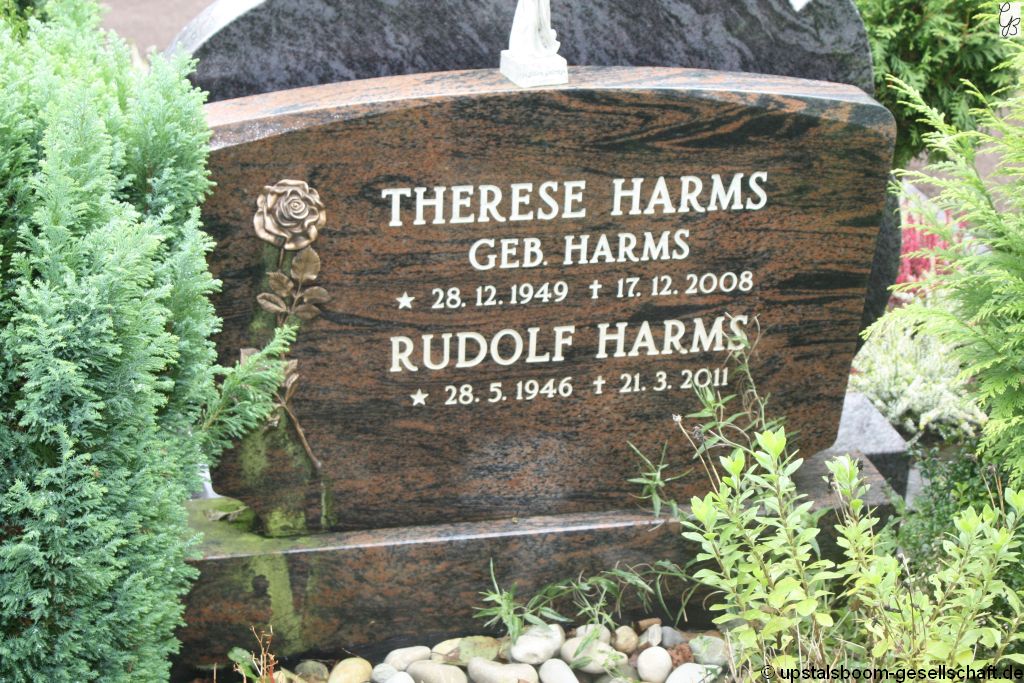 THERESE HARMS
GEB. HARMS
★ 28. 12. 1949 † 17. 12. 2008
RUDOLF HARMS
★ 28. 5. 1946 † 21. 3. 2011
© upstalsboom-gesellschaft.de